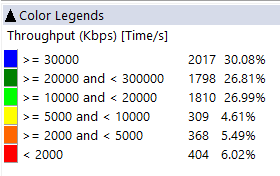 Color Legends
Throughput (Kbps) [Time/s]
>= 30000 2017 30.08%
>= 20000 and < 300000 1798 26.81%
>= 10000 and < 20000 1810 26.99%
>= 5000 and < 10000 309 4.61%
>= 2000 and < 5000 368 5.49%
< 2000 404 6.02%